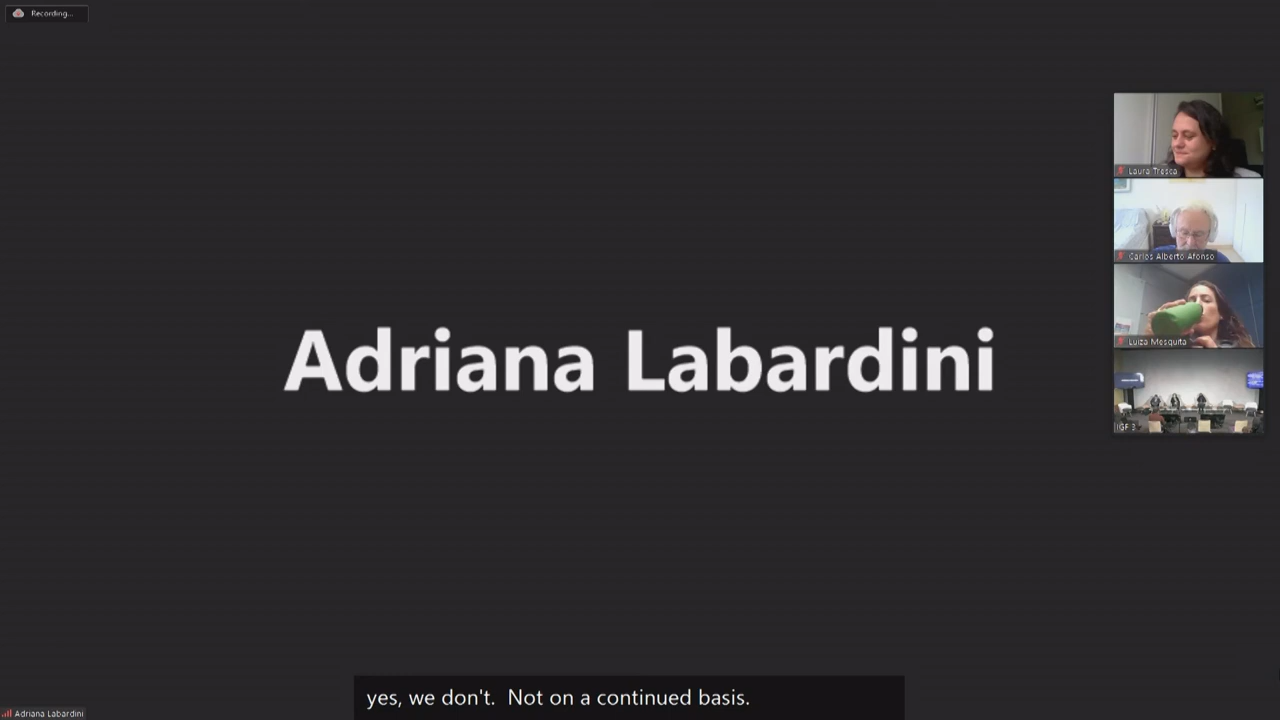 Recording...
Laura Tresca
Carlos Alberto Afonso
Luiza Mesquita
IGF 3
Adriana Labardini
yes, we don't.  Not on a continued basis.
Adriana Labardini